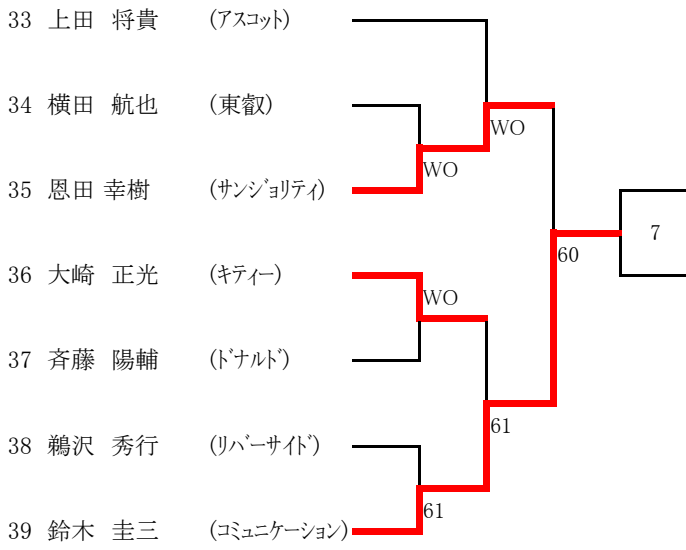 33 上田 将貴 (アスコット)
34 横田 航也 (東叡)
WO
WO
35 恩田 幸樹 (サンジョリティ)
7
60
36 大崎 正光 (キティー)
WO
37 斉藤 陽輔 (ドナルド)
61
38 鵜沢 秀行 (リバーサイド)
61
39 鈴木 圭三 (コミュニケーション)